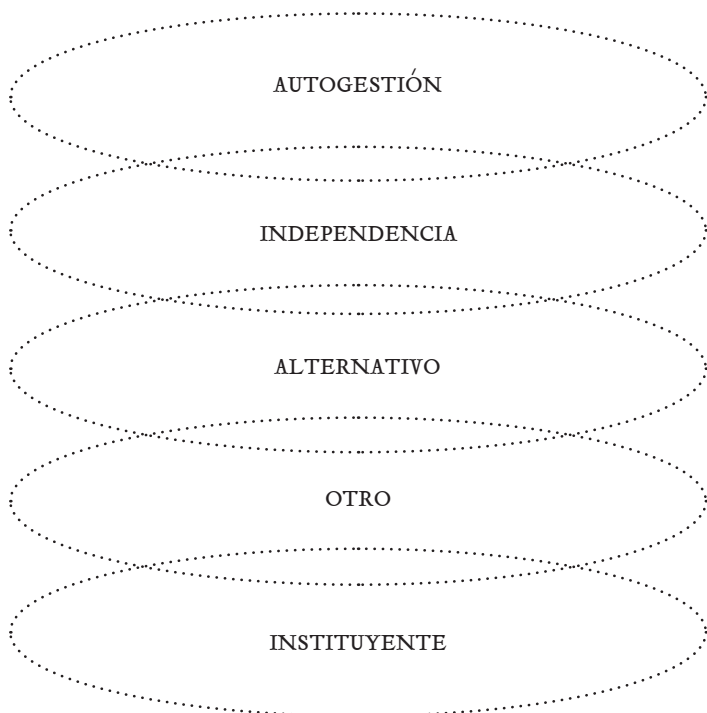 AUTOGESTIÓN
INDEPENDENCIA
ALTERNATIVO
OTRO
INSTITUYENTE